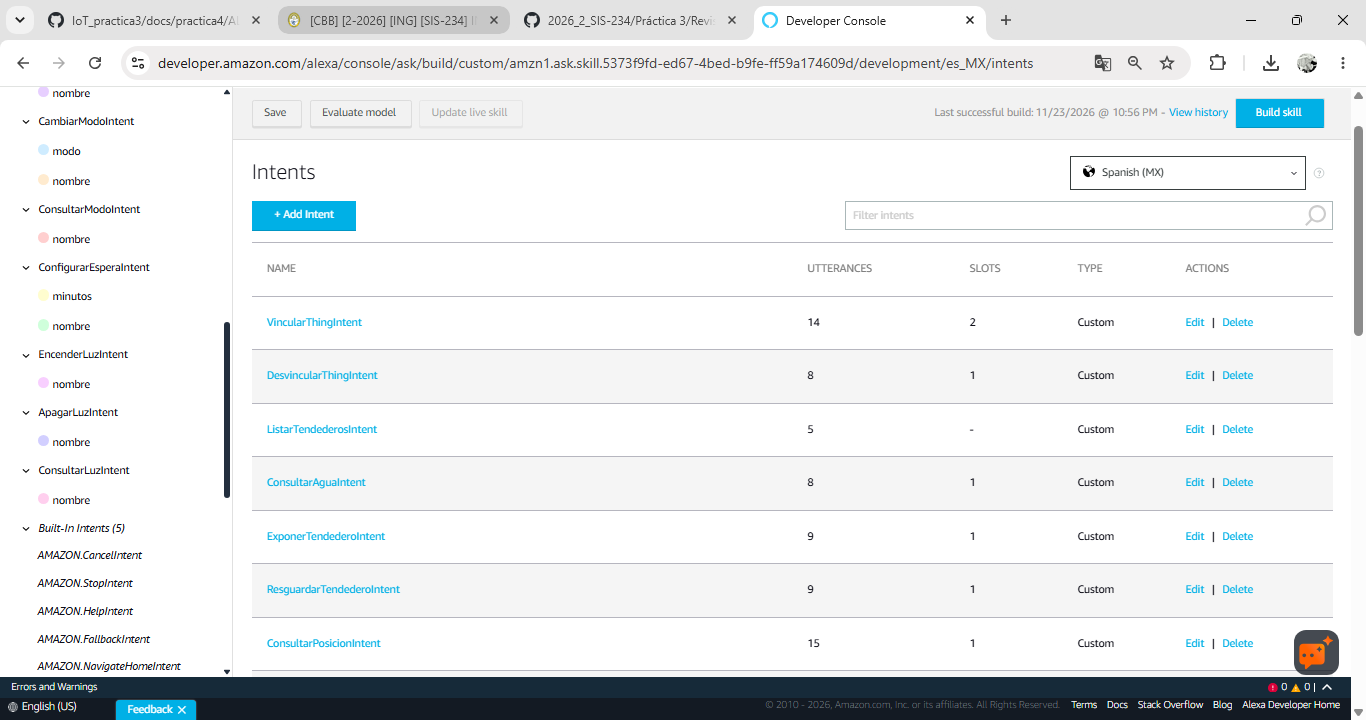 IoT_practica3/docs/practica4/Al
[CBB] [2-2026] [ING] [SIS-234] II
2026_2_SIS-234/Práctica 3/Revis
Developer Console
developer.amazon.com/alexa/console/ask/build/custom/amzn1.ask.skill.5373f9fd-ed67-4bed-b9fe-ff59a174609d/development/es_MX/intents
nombre
CambiarModoIntent
modo
nombre
ConsultarModoIntent
nombre
ConfigurarEsperaIntent
minutos
nombre
EncenderLuzIntent
nombre
ApagarLuzIntent
nombre
ConsultarLuzIntent
nombre
Built-In Intents (5)
AMAZON.CancelIntent
AMAZON.StopIntent
AMAZON.HelpIntent
AMAZON.FallbackIntent
AMAZON.NavigateHomeIntent
Save Evaluate model Update live skill Last successful build: 11/23/2026 @ 10:56 PM - View history Build skill
Intents Spanish (MX)
+ Add Intent Filter intents
NAME UTTERANCES SLOTS TYPE ACTIONS
VincularThingIntent 14 2 Custom Edit | Delete
DesvincularThingIntent 8 1 Custom Edit | Delete
ListarTendederosIntent 5 - Custom Edit | Delete
ConsultarAguaIntent 8 1 Custom Edit | Delete
ExponerTendederoIntent 9 1 Custom Edit | Delete
ResguardarTendederoIntent 9 1 Custom Edit | Delete
ConsultarPosicionIntent 15 1 Custom Edit | Delete
Errors and Warnings 0 0 |
English (US) Feedback © 2010 - 2026, Amazon.com, Inc. or its affiliates. All Rights Reserved. Terms Docs Stack Overflow Blog Alexa Developer Home